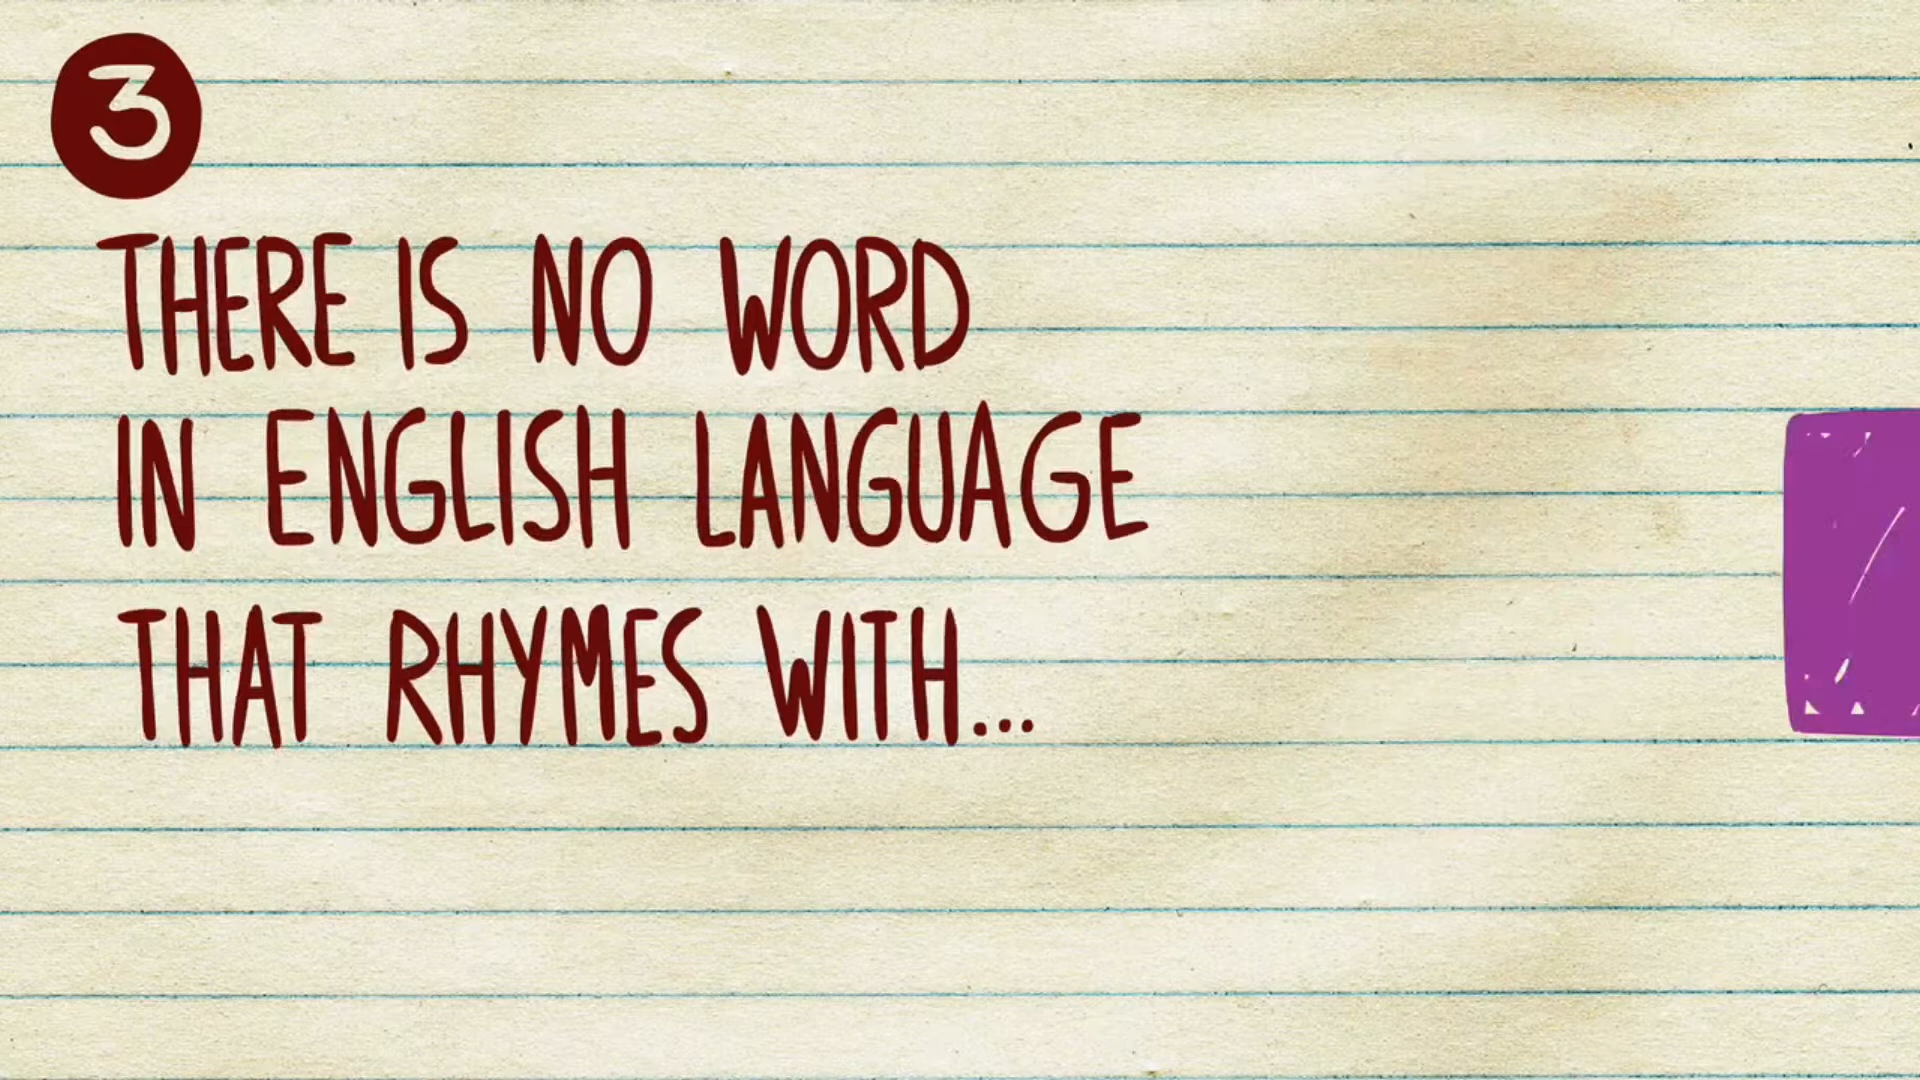 3
THERE IS NO WORD
IN ENGLISH LANGUAGE
THAT RHYMES WITH...